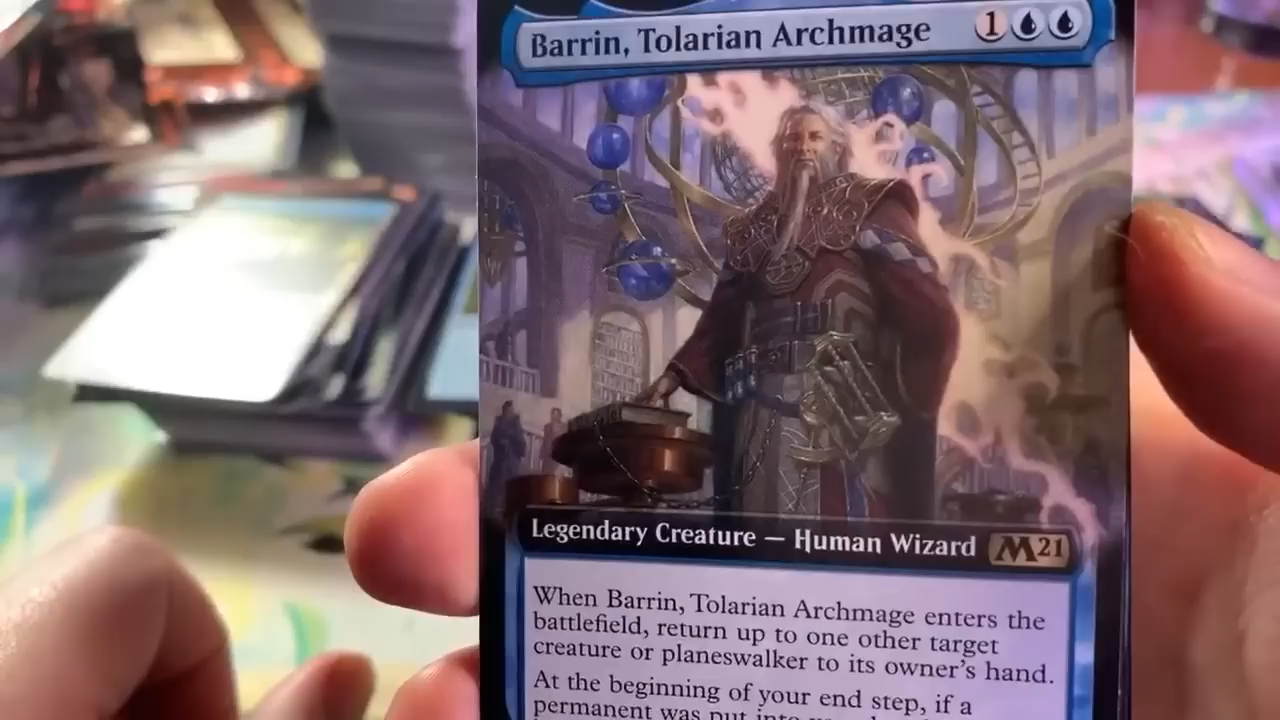 Barrin, Tolarian Archmage 1
Legendary Creature — Human Wizard M21
When Barrin, Tolarian Archmage enters the
battlefield, return up to one other target
creature or planeswalker to its owner's hand.
At the beginning of your end step, if a
permanent was put into